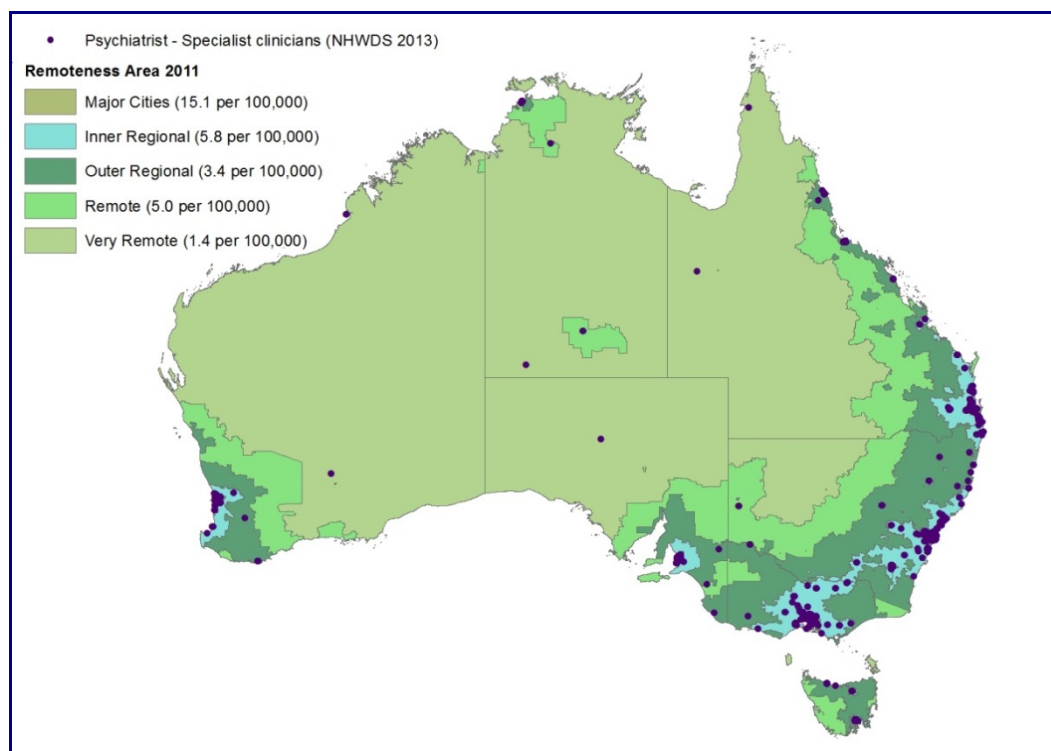 Psychiatrist - Specialist clinicians (NHWDS 2013)
Remoteness Area 2011
Major Cities (15.1 per 100,000)
Inner Regional (5.8 per 100,000)
Outer Regional (3.4 per 100,000)
Remote (5.0 per 100,000)
Very Remote (1.4 per 100,000)